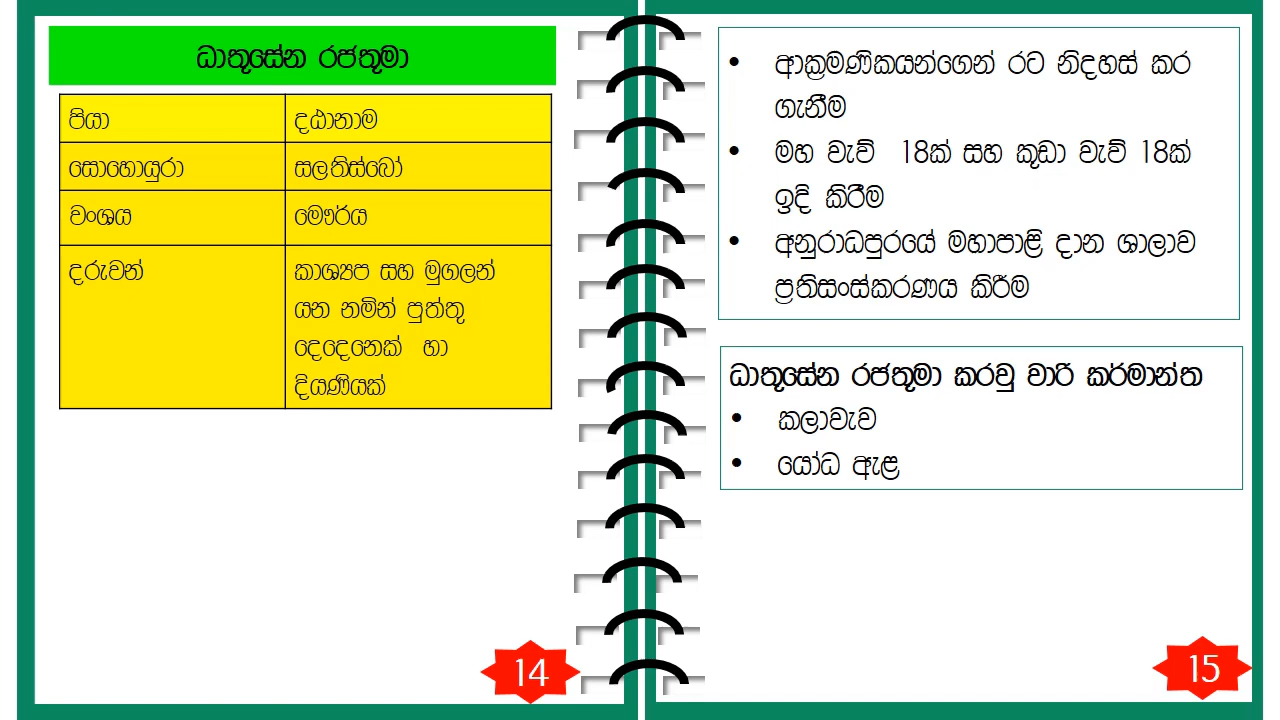 ධාතුසේන රජතුමා
පියා දඨානාම
සොහොයුරා සලතිස්බෝ
වංශය මෞර්ය
දරුවන් කාශ්‍යප සහ මුගලන්
යන නමින් පුත්තු
දෙදෙනෙක් හා
දියණියක්
14
• ආක්‍රමණිකයන්ගෙන් රට නිදහස් කර
ගැනීම
• මහ වැව් 18ක් සහ කුඩා වැව් 18ක්
ඉදි කිරීම
• අනුරාධපුරයේ මහාපාළි දාන ශාලාව
ප්‍රතිසංස්කරණය කිරීම
ධාතුසේන රජතුමා කරවු වාරි කර්මාන්ත
• කලාවැව
• යෝධ ඇළ
15